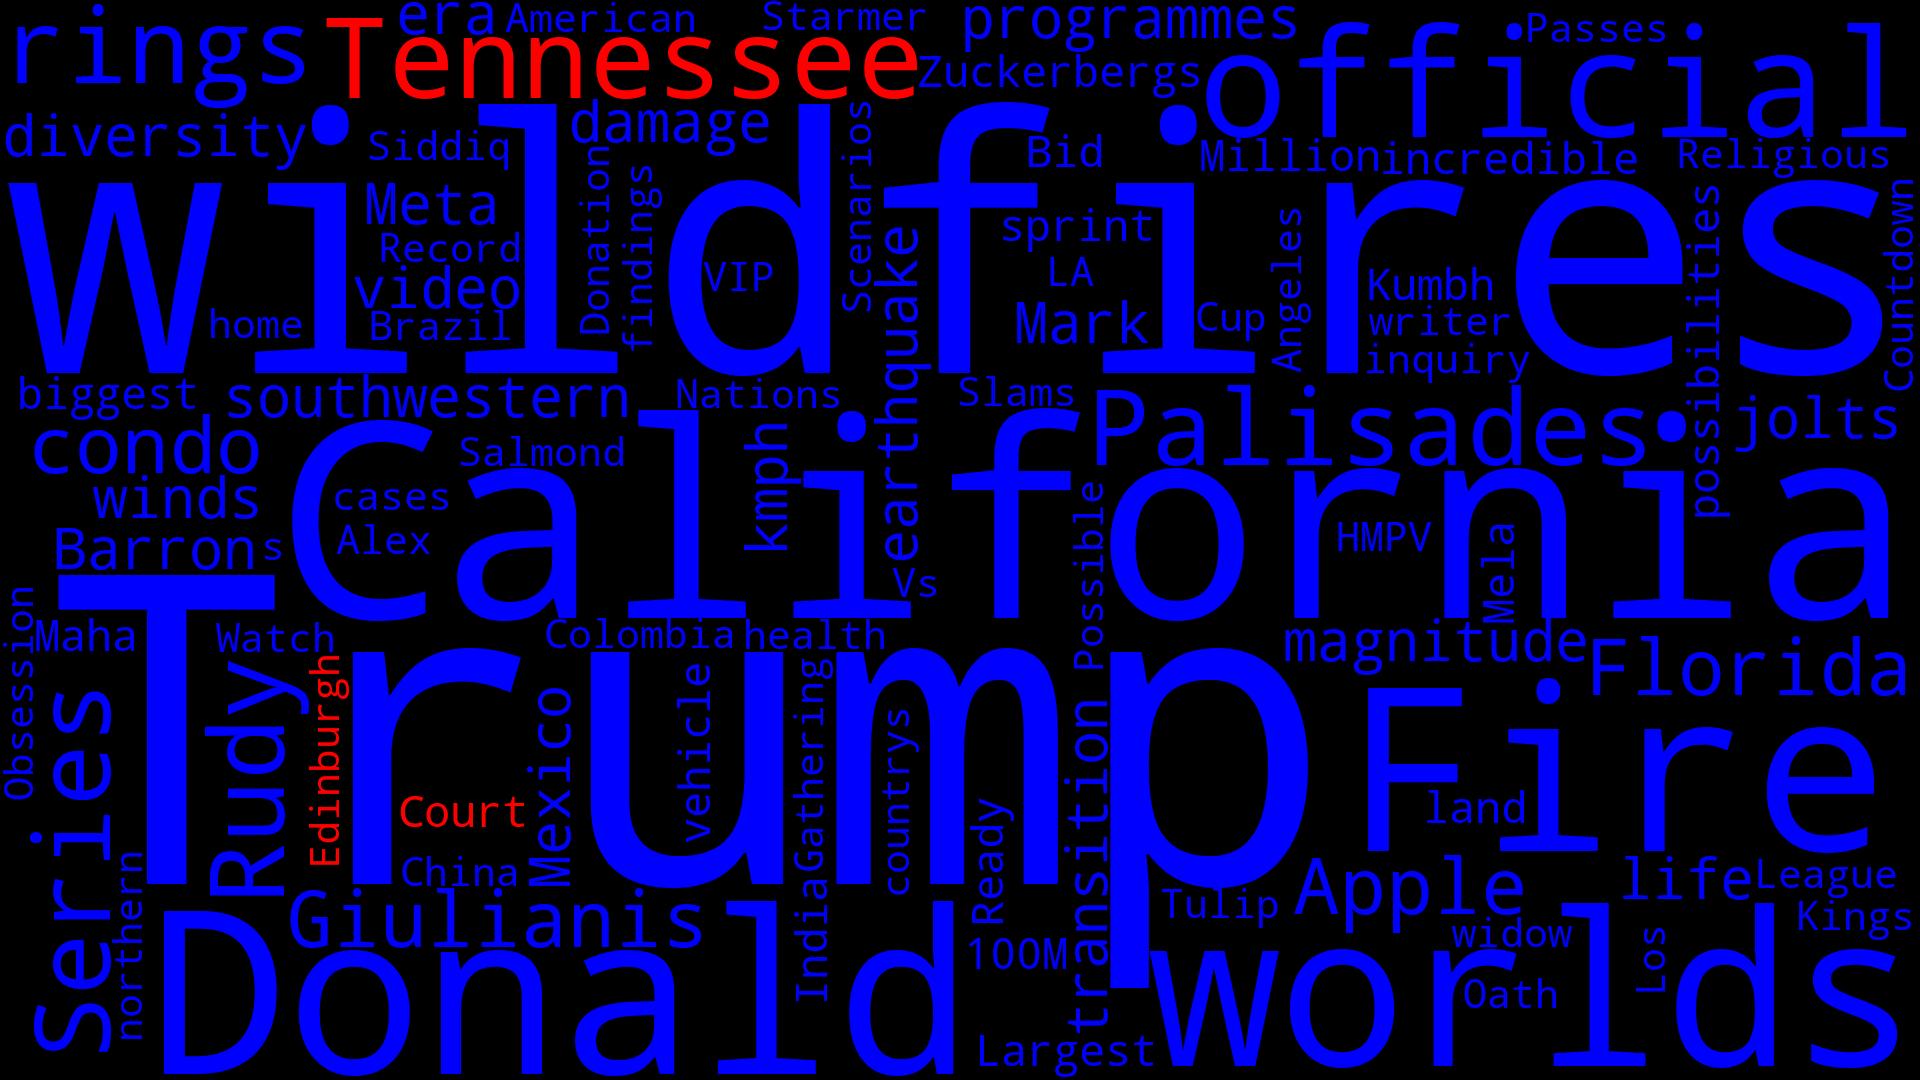 rings
Tennessee
era
American
Starmer
programmes
Zuckerbergs
official
Passes
diversity
Siddiq
damage
Bid
Million
incredible
Religious
wildfires
Meta
Record
video
Brazil
home
Donation
findings
VIP
Scenarios
earthquake
sprint
LA
Mark
Cup
Angeles
Kumbh
writer
inquiry
possibilities
Countdown
biggest
southwestern
Nations
Slams
Palisades
jolts
condo
winds
Salmond
California
cases
Alex
kmph
Barron
s
Vs
Possible
HMPV
Mela
Obsession
Maha
Watch
Colombia
health
magnitude
Florida
Trump
Series
Rudy
Edinburgh
Court
China
Mexico
vehicle
Gathering
countrys
Ready
transition
Fire
land
northern
Giulianis
India
100M
Tulip
Apple
life
League
widow
Kings
Donald
Largest
worlds
Oath
Los